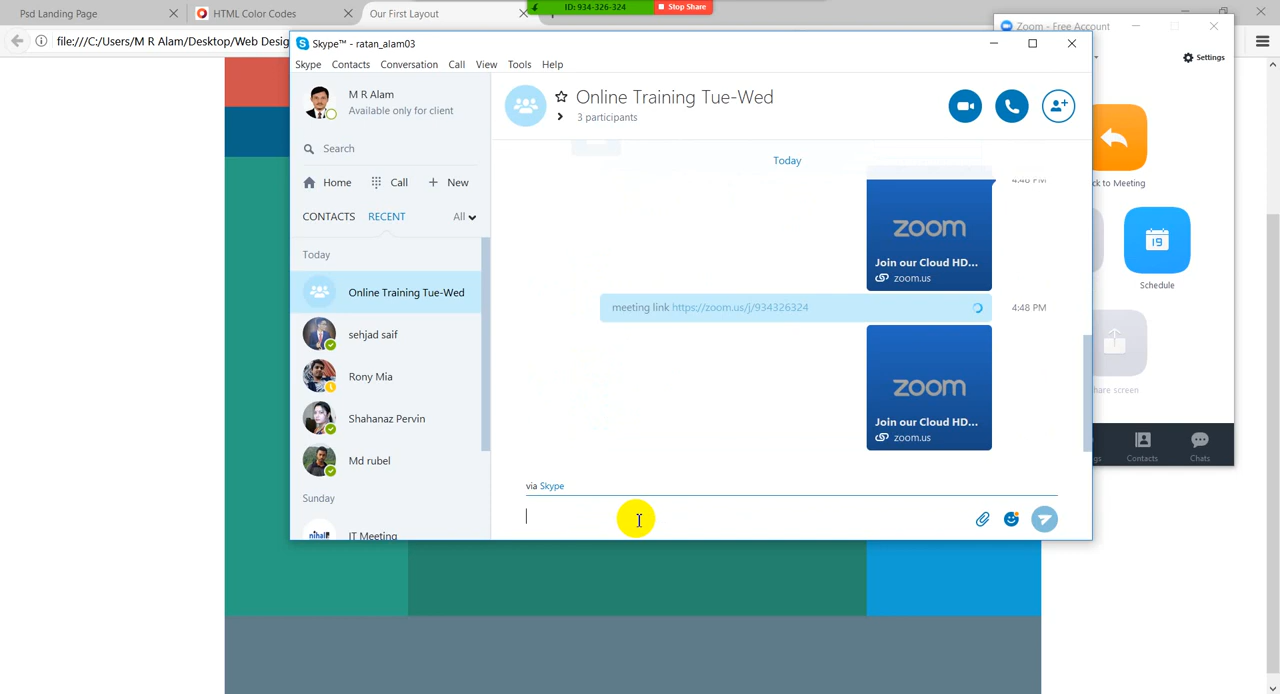 Psd Landing Page
HTML Color Codes
Our First Layout
ID: 934-326-324
Stop Share
file:///C:/Users/M R Alam/Desktop/Web Desig
Zoom - Free Account
Settings
Skype™ - ratan_alam03
Skype Contacts Conversation Call View Tools Help
M R Alam
Available only for client
Search
Home Call New
CONTACTS RECENT All
Today
Online Training Tue-Wed
sehjad saif
Rony Mia
Shahanaz Pervin
Md rubel
Sunday
nihall
IT Meeting
Online Training Tue-Wed
3 participants
Today
4:48 PM
zoom
Join our Cloud HD...
zoom.us
meeting link https://zoom.us/j/934326324
4:48 PM
zoom
Join our Cloud HD...
zoom.us
via Skype
ck to Meeting
19
Schedule
hare screen
gs Contacts Chats